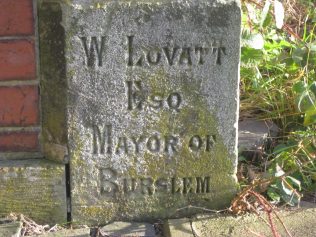 W Lovatt
Esq
Mayor of
Burslem